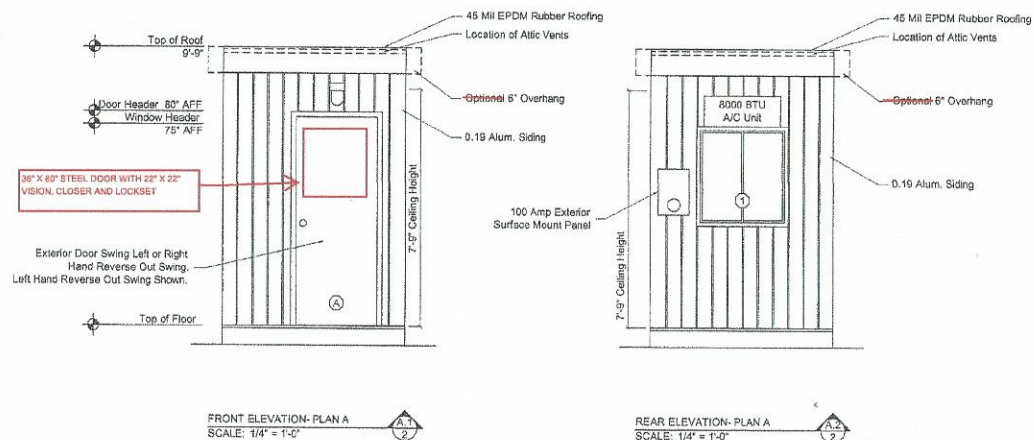 45 Mil EPDM Rubber Roofing
Location of Attic Vents
Top of Roof
9'-9"
Optional 6" Overhang
Door Header 80" AFF
Window Header
75" AFF
0.19 Alum. Siding
36" X 80" STEEL DOOR WITH 22" X 22"
VISION, CLOSER AND LOCKSET
7'-9" Ceiling Height
Exterior Door Swing Left or Right
Hand Reverse Out Swing.
Left Hand Reverse Out Swing Shown.
A
Top of Floor
FRONT ELEVATION- PLAN A
SCALE: 1/4" = 1'-0"
A.1
2
45 Mil EPDM Rubber Roofing
Location of Attic Vents
Optional 6" Overhang
8000 BTU
A/C Unit
0.19 Alum. Siding
1
100 Amp Exterior
Surface Mount Panel
7'-9" Ceiling Height
REAR ELEVATION- PLAN A
SCALE: 1/4" = 1'-0"
A.2
2